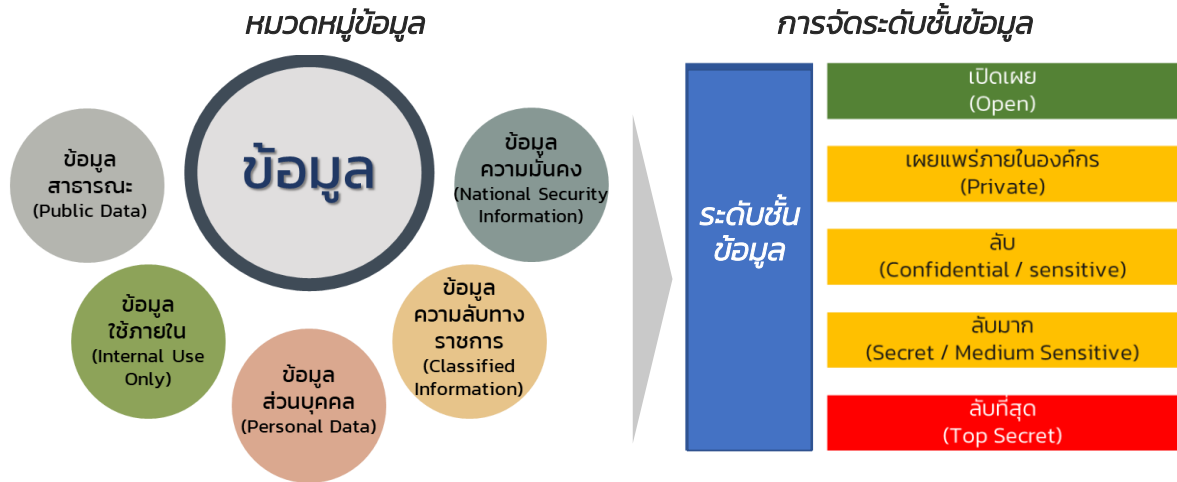 หมวดหมู่ข้อมูล
การจัดระดับชั้นข้อมูล
ข้อมูล
ข้อมูล
สาธารณะ
(Public Data)
ข้อมูล
ใช้ภายใน
(Internal Use
Only)
ข้อมูล
ส่วนบุคคล
(Personal Data)
ข้อมูล
ความลับทาง
ราชการ
(Classified
Information)
ข้อมูล
ความมั่นคง
(National Security
Information)
ระดับชั้น
ข้อมูล
เปิดเผย
(Open)
เผยแพร่ภายในองค์กร
(Private)
ลับ
(Confidential / sensitive)
ลับมาก
(Secret / Medium Sensitive)
ลับที่สุด
(Top Secret)